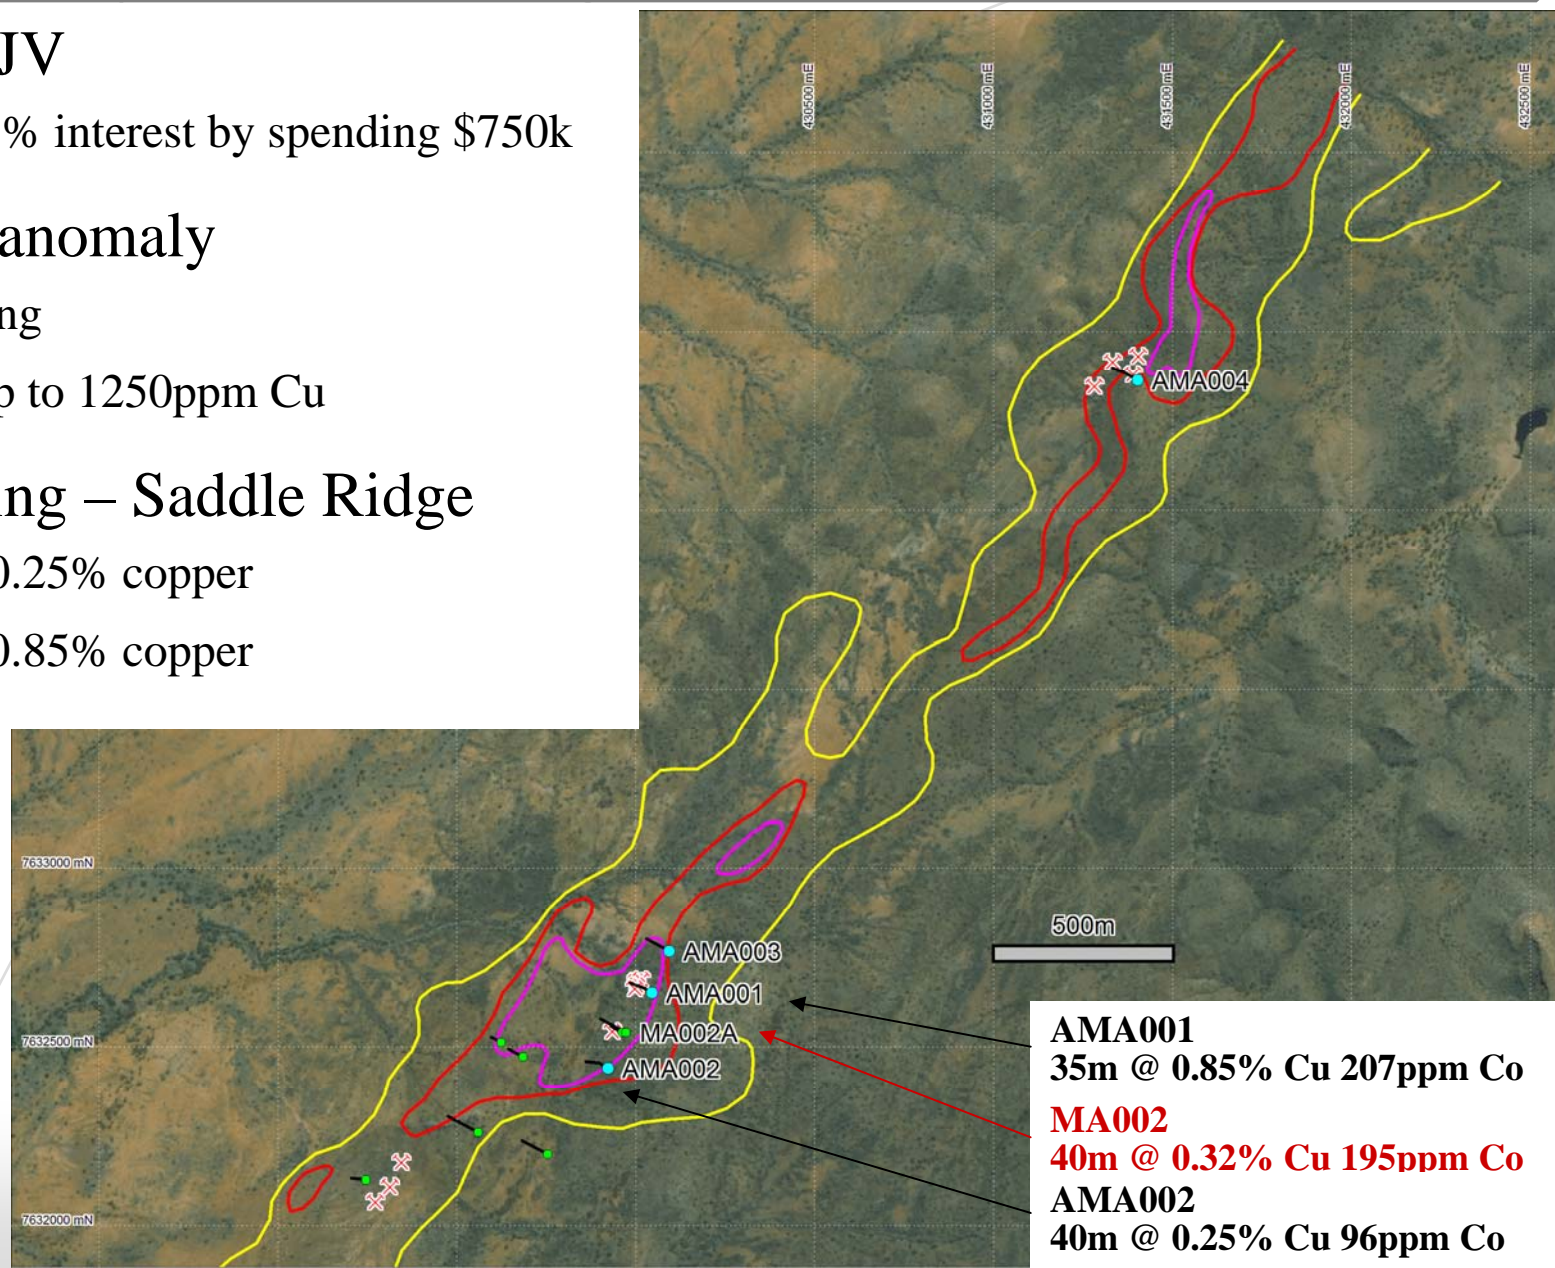 JV
% interest by spending $750k
anomaly
ng
p to 1250ppm Cu
ing – Saddle Ridge
0.25% copper
0.85% copper
430500 mE
431000 mE
431500 mE
432000 mE
432500 mE
AMA004
7633000 mN
500m
AMA003
AMA001
MA002A
7632500 mN
AMA002
7632000 mN
AMA001
35m @ 0.85% Cu 207ppm Co
MA002
40m @ 0.32% Cu 195ppm Co
AMA002
40m @ 0.25% Cu 96ppm Co